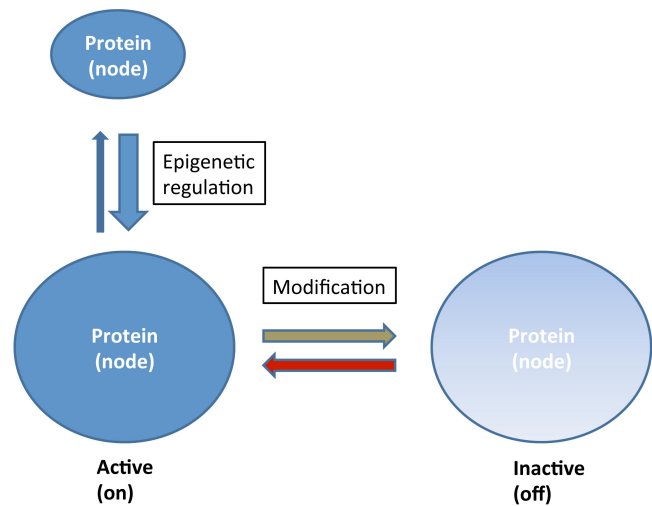 Protein
(node)
Epigenetic
regulation
Modification
Protein
(node)
Protein
(node)
Active
(on)
Inactive
(off)